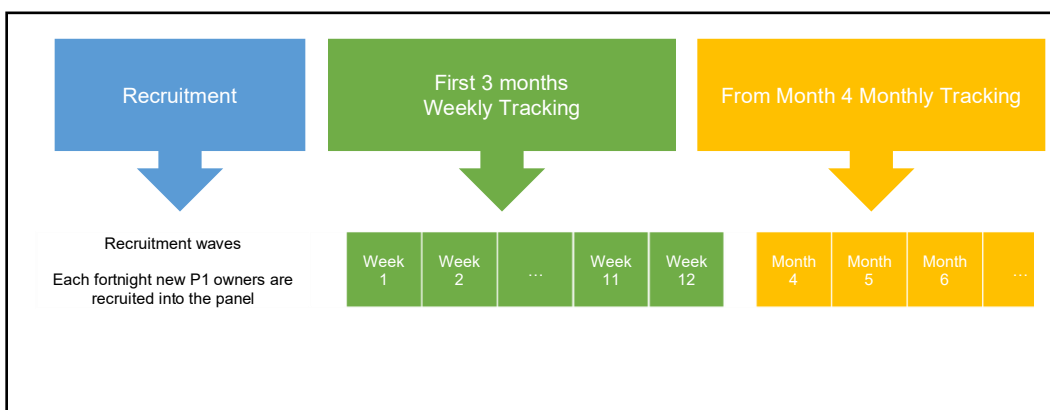 Recruitment
First 3 months
Weekly Tracking
From Month 4 Monthly Tracking
Recruitment waves
Each fortnight new P1 owners are
recruited into the panel
Week
1
Week
2
…
Week
11
Week
12
Month
4
Month
5
Month
6
…